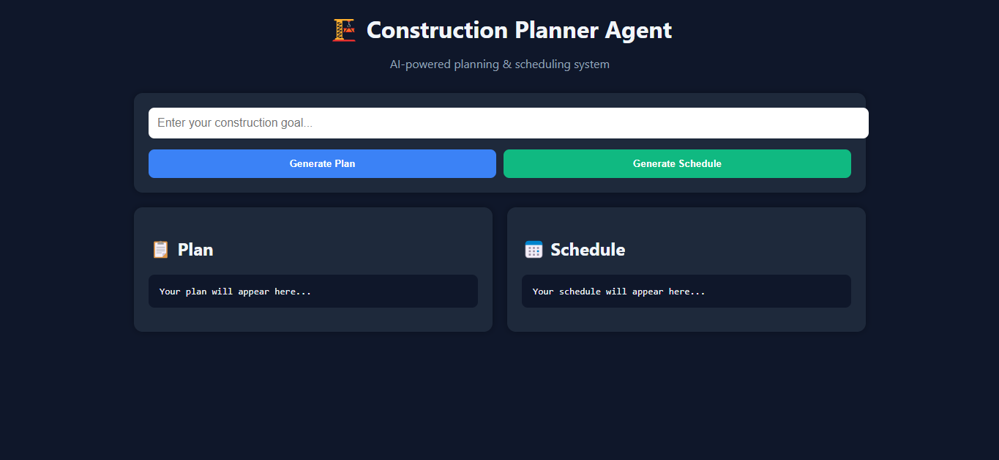 Construction Planner Agent
AI-powered planning & scheduling system
Enter your construction goal...
Generate Plan
Generate Schedule
Plan
Your plan will appear here...
Schedule
Your schedule will appear here...